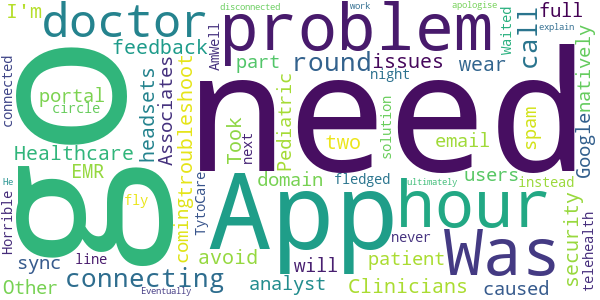 I'm
doctor
problem
disconnected
work
apologise
explain
feedback
AmWell
part
round
issues
wear
Waited
call
full
natively
Google
connected
portal
circle
headsets
Associates
troubleshoot
Took
next
Pediatric
night
two
solution
email
spam
go
need
Healthcare
EMR
coming
TytoCare
domain
fledged
users
ultimately
instead
security
telehealth
He
Horrible
fly
App
hour
Was
avoid
will
patient
never
sync
line
connecting
analyst
Clinicians
caused
Other
Eventually